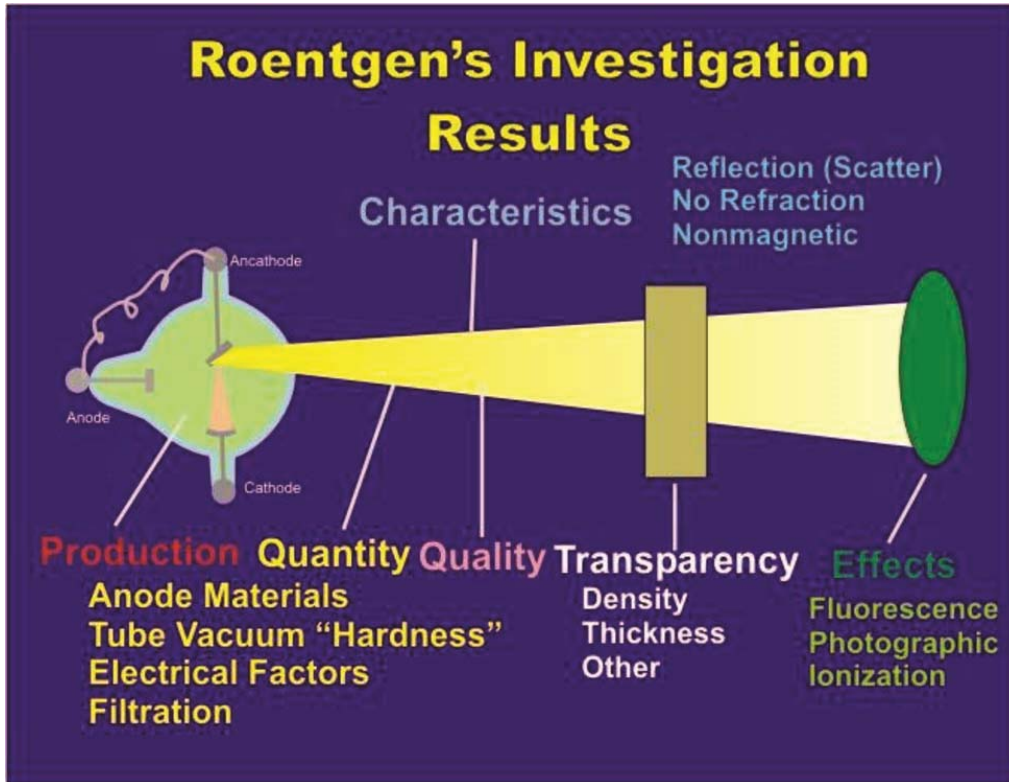 Roentgen's Investigation
Results
Reflection (Scatter)
No Refraction
Nonmagnetic
Characteristics
Ancathode
Anode
Cathode
Production Quantity Quality Transparency Effects
Anode Materials
Tube Vacuum "Hardness"
Electrical Factors
Filtration
Density
Thickness
Other
Fluorescence
Photographic
Ionization